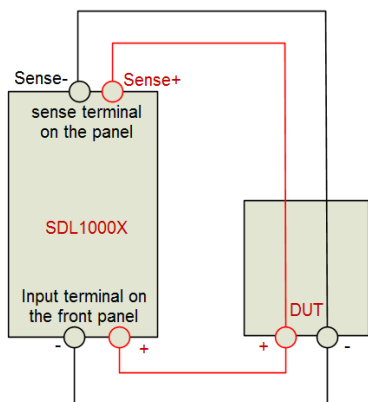 Sense-
Sense+
sense terminal
on the panel
SDL1000X
Input terminal on
the front panel
DUT
-
+
+
-